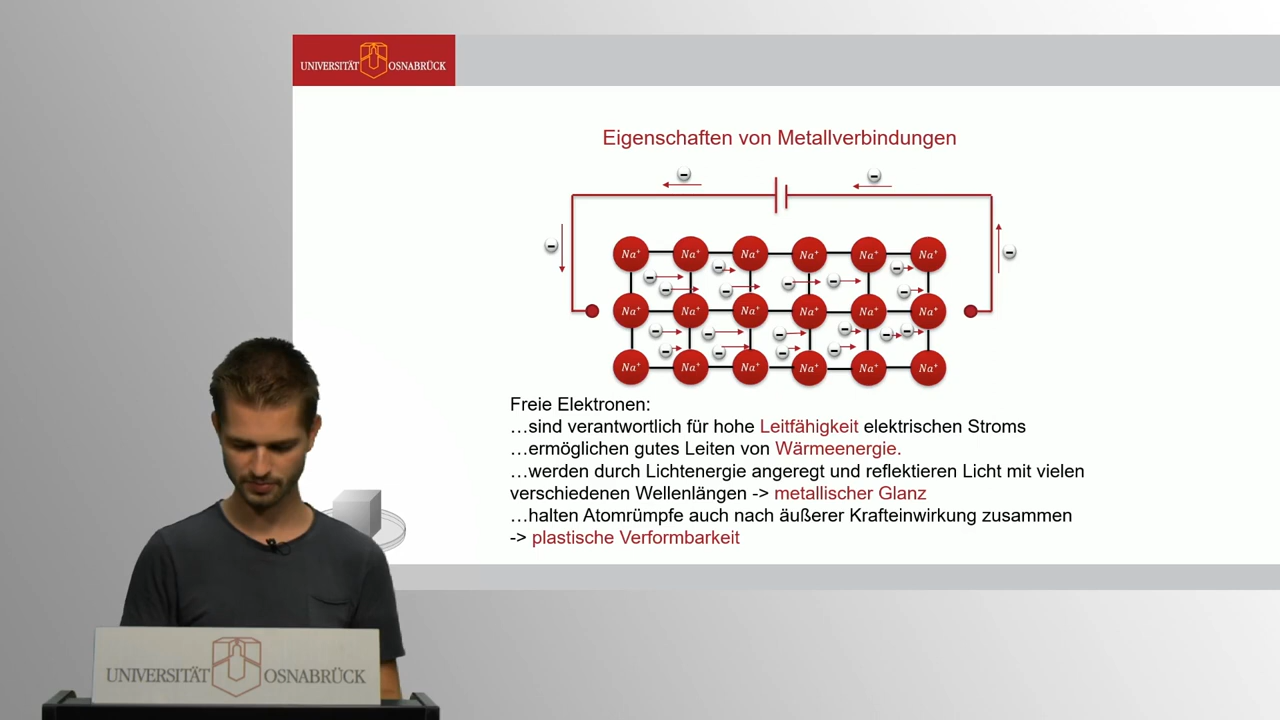 UNIVERSITÄT OSNABRÜCK
Eigenschaften von Metallverbindungen
Na⁺ Na⁺ Na⁺ Na⁺ Na⁺ Na⁺
Na⁺ Na⁺ Na⁺ Na⁺ Na⁺ Na⁺
Na⁺ Na⁺ Na⁺ Na⁺ Na⁺ Na⁺
Freie Elektronen:
…sind verantwortlich für hohe Leitfähigkeit elektrischen Stroms
…ermöglichen gutes Leiten von Wärmeenergie.
…werden durch Lichtenergie angeregt und reflektieren Licht mit vielen
verschiedenen Wellenlängen -> metallischer Glanz
…halten Atomrümpfe auch nach äußerer Krafteinwirkung zusammen
-> plastische Verformbarkeit
UNIVERSITÄT OSNABRÜCK